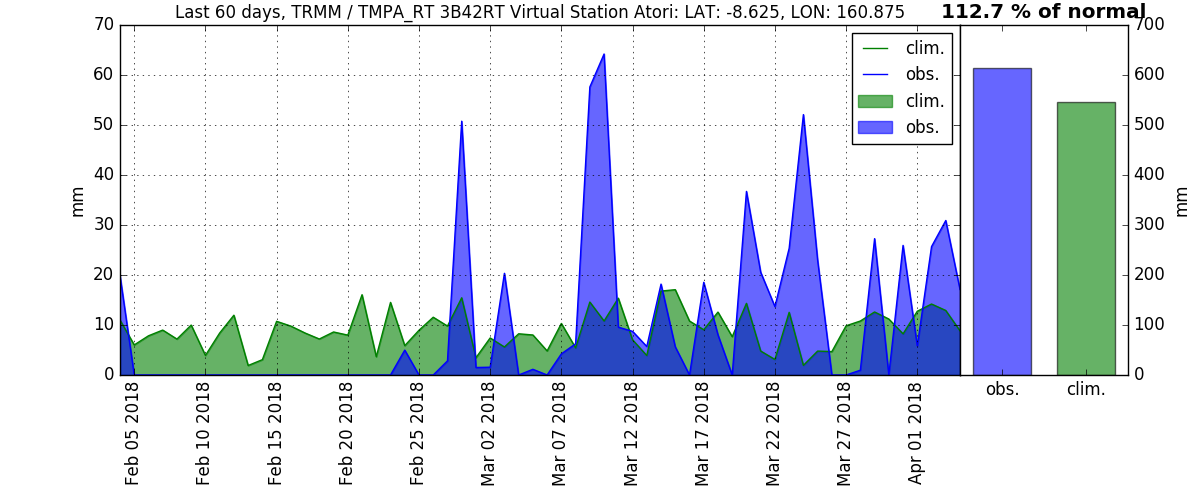 Last 60 days, TRMM / TMPA_RT 3B42RT Virtual Station Atori: LAT: -8.625, LON: 160.875
112.7 % of normal
70
60
50
40
30
20
10
0
mm
clim.
obs.
clim.
obs.
700
600
500
400
300
200
100
0
mm
obs.
clim.
Feb 05 2018
Feb 10 2018
Feb 15 2018
Feb 20 2018
Feb 25 2018
Mar 02 2018
Mar 07 2018
Mar 12 2018
Mar 17 2018
Mar 22 2018
Mar 27 2018
Apr 01 2018